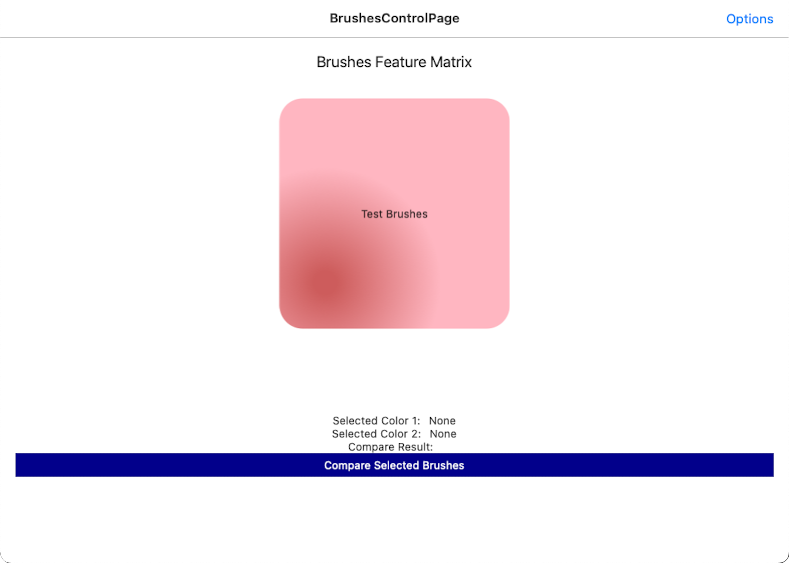 BrushesControlPage
Options
Brushes Feature Matrix
Test Brushes
Selected Color 1: None
Selected Color 2: None
Compare Result:
Compare Selected Brushes